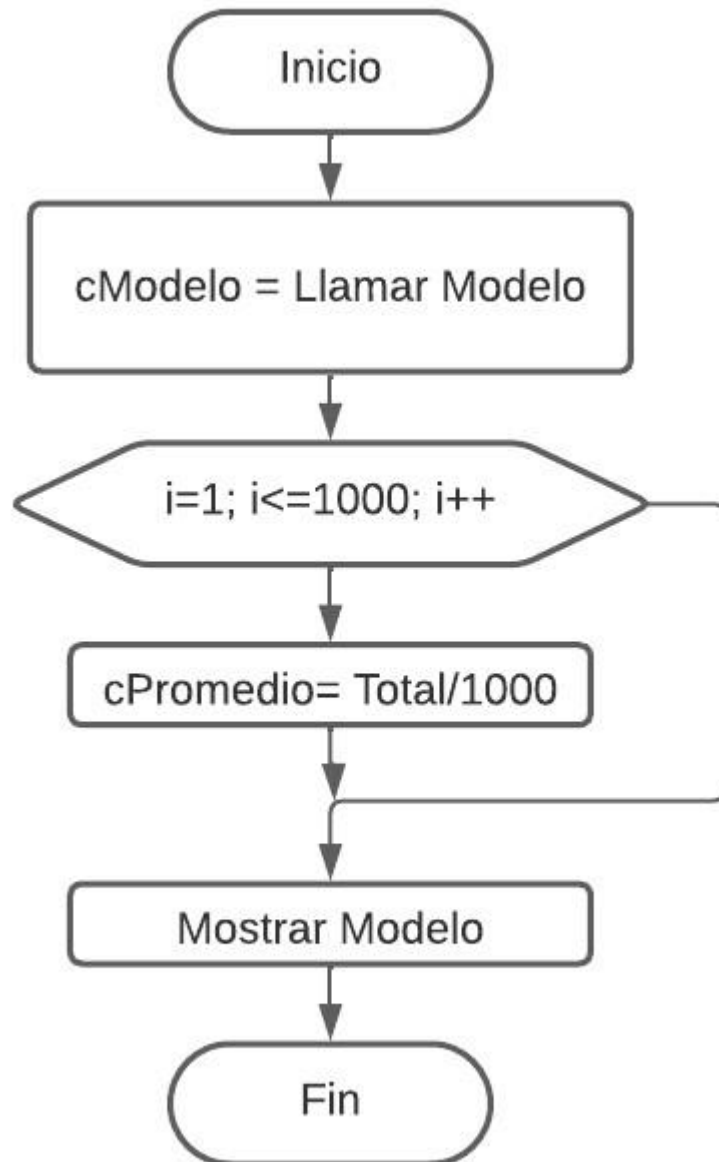 Inicio
cModelo = Llamar Modelo
i=1; i<=1000; i++
cPromedio= Total/1000
Mostrar Modelo
Fin